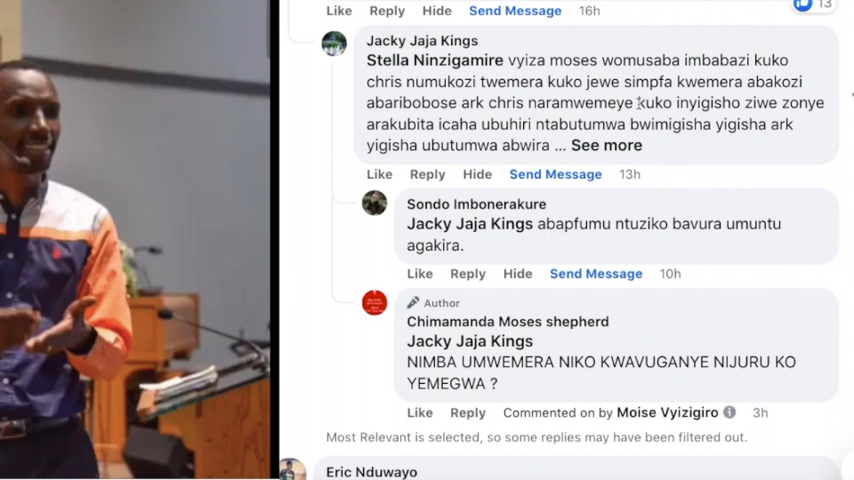 Like Reply Hide Send Message 16h
13
Jacky Jaja Kings
Stella Ninzigamire vyiza moses womusaba imbabazi kuko
chris numukozi twemera kuko jewe simpfa kwemera abakozi
abaribobose ark chris naramwemeye kuko inyigisho ziwe zonye
arakubita icaha ubuhiri ntabutumwa bwimigisha yigisha ark
yigisha ubutumwa abwira ... See more
Like Reply Hide Send Message 13h
Sondo Imbonerakure
Jacky Jaja Kings abapfumu ntuziko bavura umuntu
agakira.
Like Reply Hide Send Message 10h
Author
Chimamanda Moses shepherd
Jacky Jaja Kings
NIMBA UMWEMERA NIKO KWAVUGANYE NIJURU KO
YEMEGWA ?
Like Reply Commented on by Moise Vyizigiro 3h
Most Relevant is selected, so some replies may have been filtered out.
Eric Nduwayo